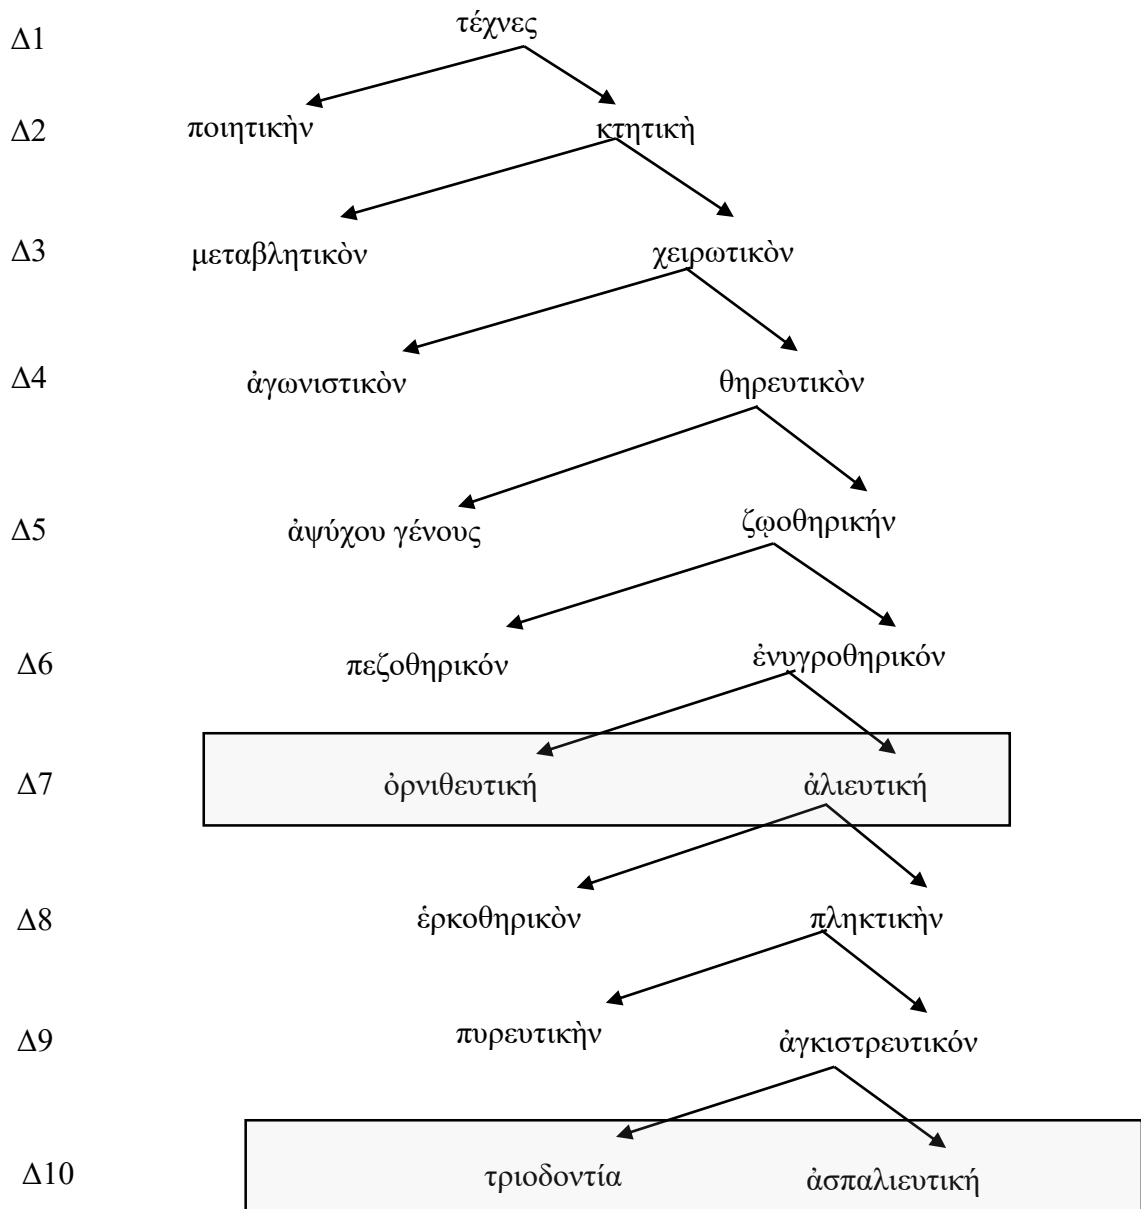 Δ1 τέχνες
Δ2 ποιητικὴν κτητικὴ
Δ3 μεταβλητικὸν χειρωτικὸν
Δ4 ἀγωνιστικὸν θηρευτικὸν
Δ5 ἀψύχου γένους ζῳοθηρικήν
Δ6 πεζοθηρικόν ἐνυγροθηρικόν
Δ7 ὀρνιθευτική ἁλιευτική
Δ8 ἑρκοθηρικὸν πληκτικὴν
Δ9 πυρευτικὴν ἀγκιστρευτικόν
Δ10 τριοδοντία ἀσπαλιευτική